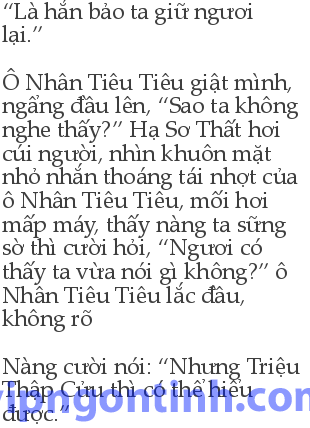 “Là hắn bảo ta giữ ngươi
lại.”
Ô Nhân Tiêu Tiêu giật mình,
ngẩng đầu lên, “Sao ta không
nghe thấy?” Hạ Sơ Thất hơi
cúi người, nhìn khuôn mặt
nhỏ nhắn thoáng tái nhợt của
ô Nhân Tiêu Tiêu, mối hơi
mấp máy, thấy nàng ta sững
sờ thì cười hỏi, “Ngươi có
thấy ta vừa nói gì không?” ô
Nhân Tiêu Tiêu lắc đầu,
không rõ
Nàng cười nói: “Nhưng Triệu
Thập Cửu thì có thể hiểu
được.”
vipngontinh.com